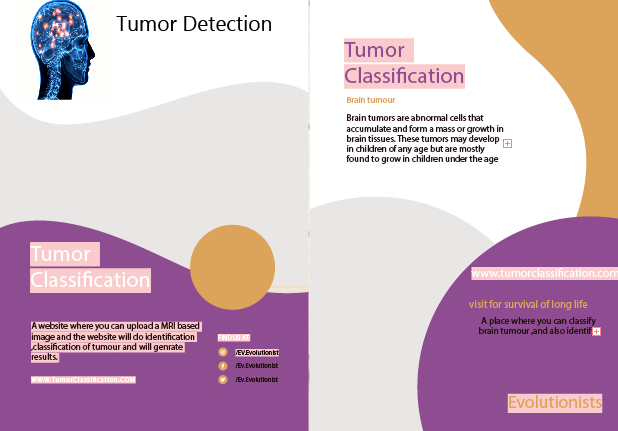 Tumor Detection
Tumor
Classification
A website where you can upload a MRI based
image and the website will do identification
,classification of tumour and will genrate
results.
WWW.TumorClassification.COM
FIND US AT
/EV.Evolutionist
/Ev.Evolutionist
/Ev.Evolutionist
Tumor
Classification
Brain tumour
Brain tumors are abnormal cells that
accumulate and form a mass or growth in
brain tissues. These tumors may develop
in children of any age but are mostly
found to grow in children under the age
www.tumorclassification.com
visit for survival of long life
A place where you can classify
brain tumour ,and also identif
Evolutionists